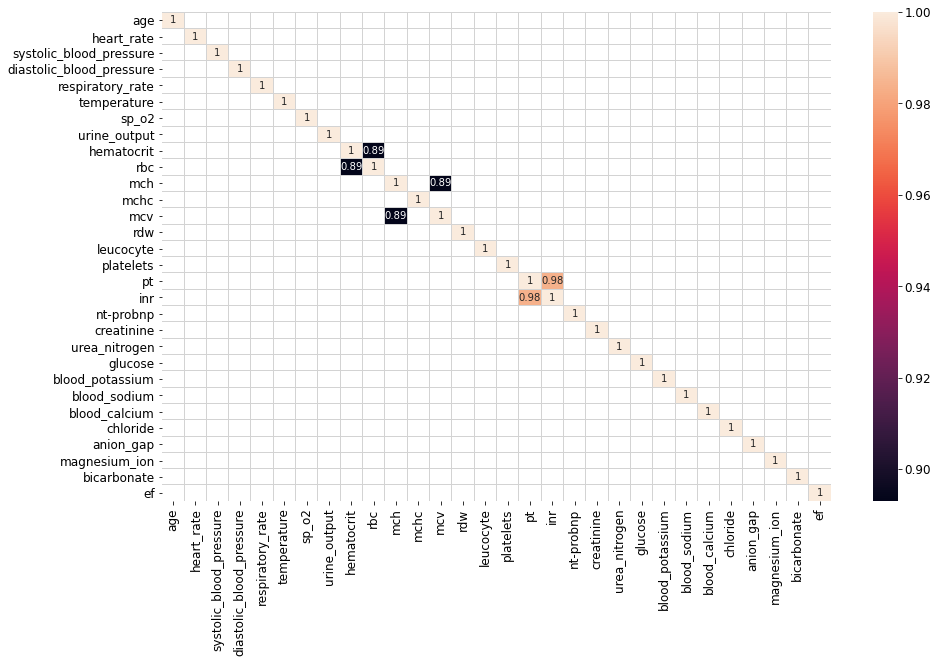 age 1
heart_rate 1
systolic_blood_pressure 1
diastolic_blood_pressure 1
respiratory_rate 1
temperature 1
sp_o2 1
urine_output 1
hematocrit 1 0.89
rbc 0.89 1
mch 1 0.89
mchc 1
mcv 0.89 1
rdw 1
leucocyte 1
platelets 1
pt 1 0.98
inr 0.98 1
nt-probnp 1
creatinine 1
urea_nitrogen 1
glucose 1
blood_potassium 1
blood_sodium 1
blood_calcium 1
chloride 1
anion_gap 1
magnesium_ion 1
bicarbonate 1
ef 1
age
heart_rate
systolic_blood_pressure
diastolic_blood_pressure
respiratory_rate
temperature
sp_o2
urine_output
hematocrit
rbc
mch
mchc
mcv
rdw
leucocyte
platelets
pt
inr
nt-probnp
creatinine
urea_nitrogen
glucose
blood_potassium
blood_sodium
blood_calcium
chloride
anion_gap
magnesium_ion
bicarbonate
ef
1.00
0.98
0.96
0.94
0.92
0.90